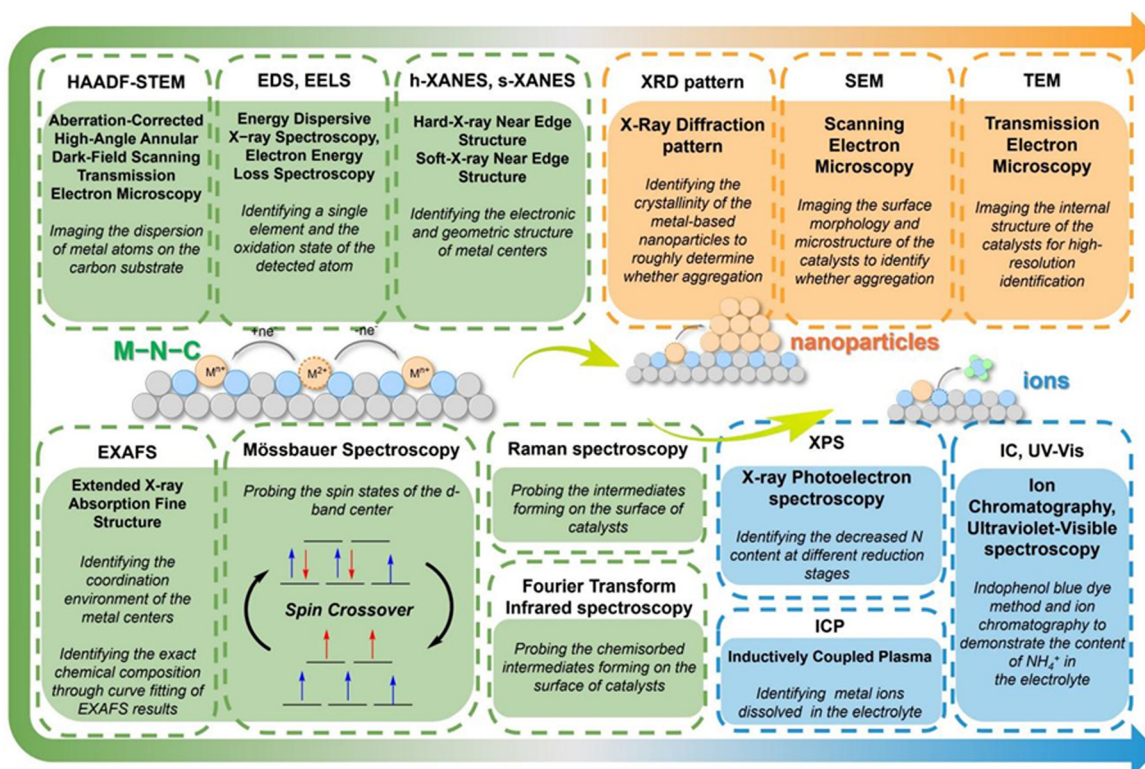 HAADF-STEM
Aberration-Corrected
High-Angle Annular
Dark-Field Scanning
Transmission
Electron Microscopy
Imaging the dispersion
of metal atoms on the
carbon substrate
EDS, EELS
Energy Dispersive
X-ray Spectroscopy,
Electron Energy
Loss Spectroscopy
Identifying a single
element and the
oxidation state of the
detected atom
h-XANES, s-XANES
Hard-X-ray Near Edge
Structure
Soft-X-ray Near Edge
Structure
Identifying the electronic
and geometric structure
of metal centers
XRD pattern
X-Ray Diffraction
pattern
Identifying the
crystallinity of the
metal-based
nanoparticles to
roughly determine
whether aggregation
SEM
Scanning
Electron
Microscopy
Imaging the surface
morphology and
microstructure of the
catalysts to identify
whether aggregation
TEM
Transmission
Electron
Microscopy
Imaging the internal
structure of the
catalysts for high-
resolution
identification
M−N−C
+ne⁻
-ne⁻
Mⁿ⁺
M²⁺
Mⁿ⁺
nanoparticles
ions
EXAFS
Extended X-ray
Absorption Fine
Structure
Identifying the
coordination
environment of the
metal centers
Identifying the exact
chemical composition
through curve fitting of
EXAFS results
Mössbauer Spectroscopy
Probing the spin states of the d-
band center
Spin Crossover
Raman spectroscopy
Probing the intermediates
forming on the surface of
catalysts
Fourier Transform
Infrared spectroscopy
Probing the chemisorbed
intermediates forming on the
surface of catalysts
XPS
X-ray Photoelectron
spectroscopy
Identifying the decreased N
content at different reduction
stages
ICP
Inductively Coupled Plasma
Identifying metal ions
dissolved in the electrolyte
IC, UV-Vis
Ion
Chromatography,
Ultraviolet-Visible
spectroscopy
Indophenol blue dye
method and ion
chromatography to
demonstrate the content
of NH₄⁺ in
the electrolyte